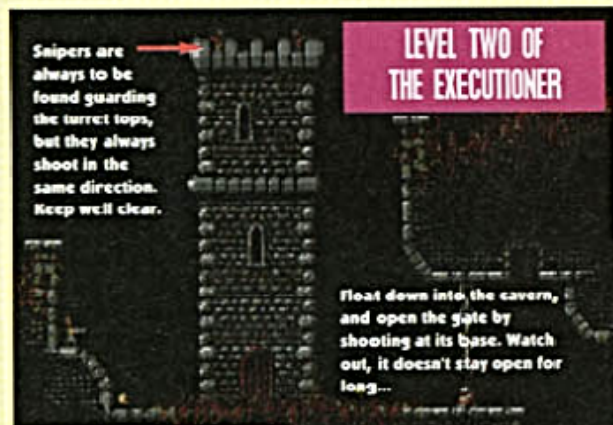 Snipers are
always to be
found guarding
the turret tops,
but they always
shoot in the
same direction.
Keep well clear.
LEVEL TWO OF
THE EXECUTIONER
Float down into the cavern,
and open the gate by
shooting at its base. Watch
out, it doesn't stay open for
long...